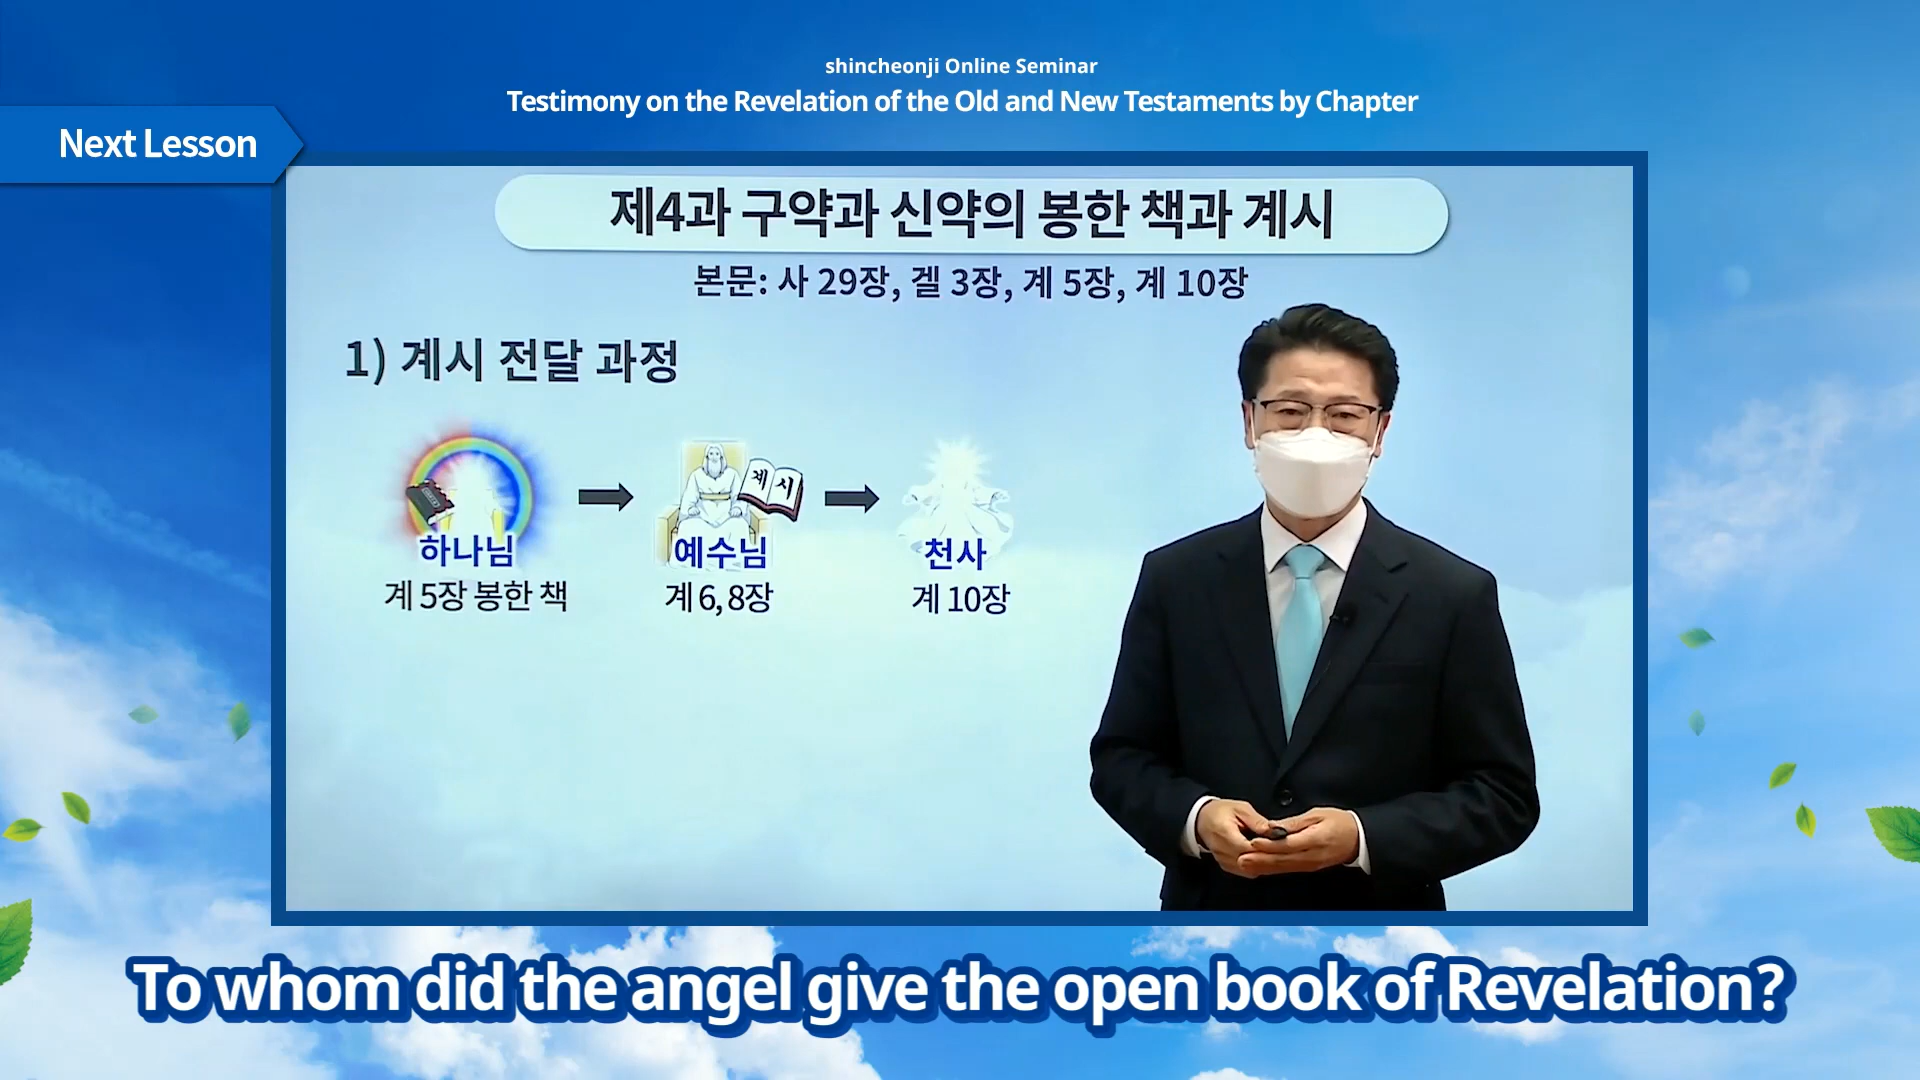 shincheonji Online Seminar
Testimony on the Revelation of the Old and New Testaments by Chapter
Next Lesson
제4과 구약과 신약의 봉한 책과 계시
본문: 사 29장, 겔 3장, 계 5장, 계 10장
1) 계시 전달 과정
계시
하나님
예수님
천사
계 5장 봉한 책
계 6, 8장
계 10장
To whom did the angel give the open book of Revelation?